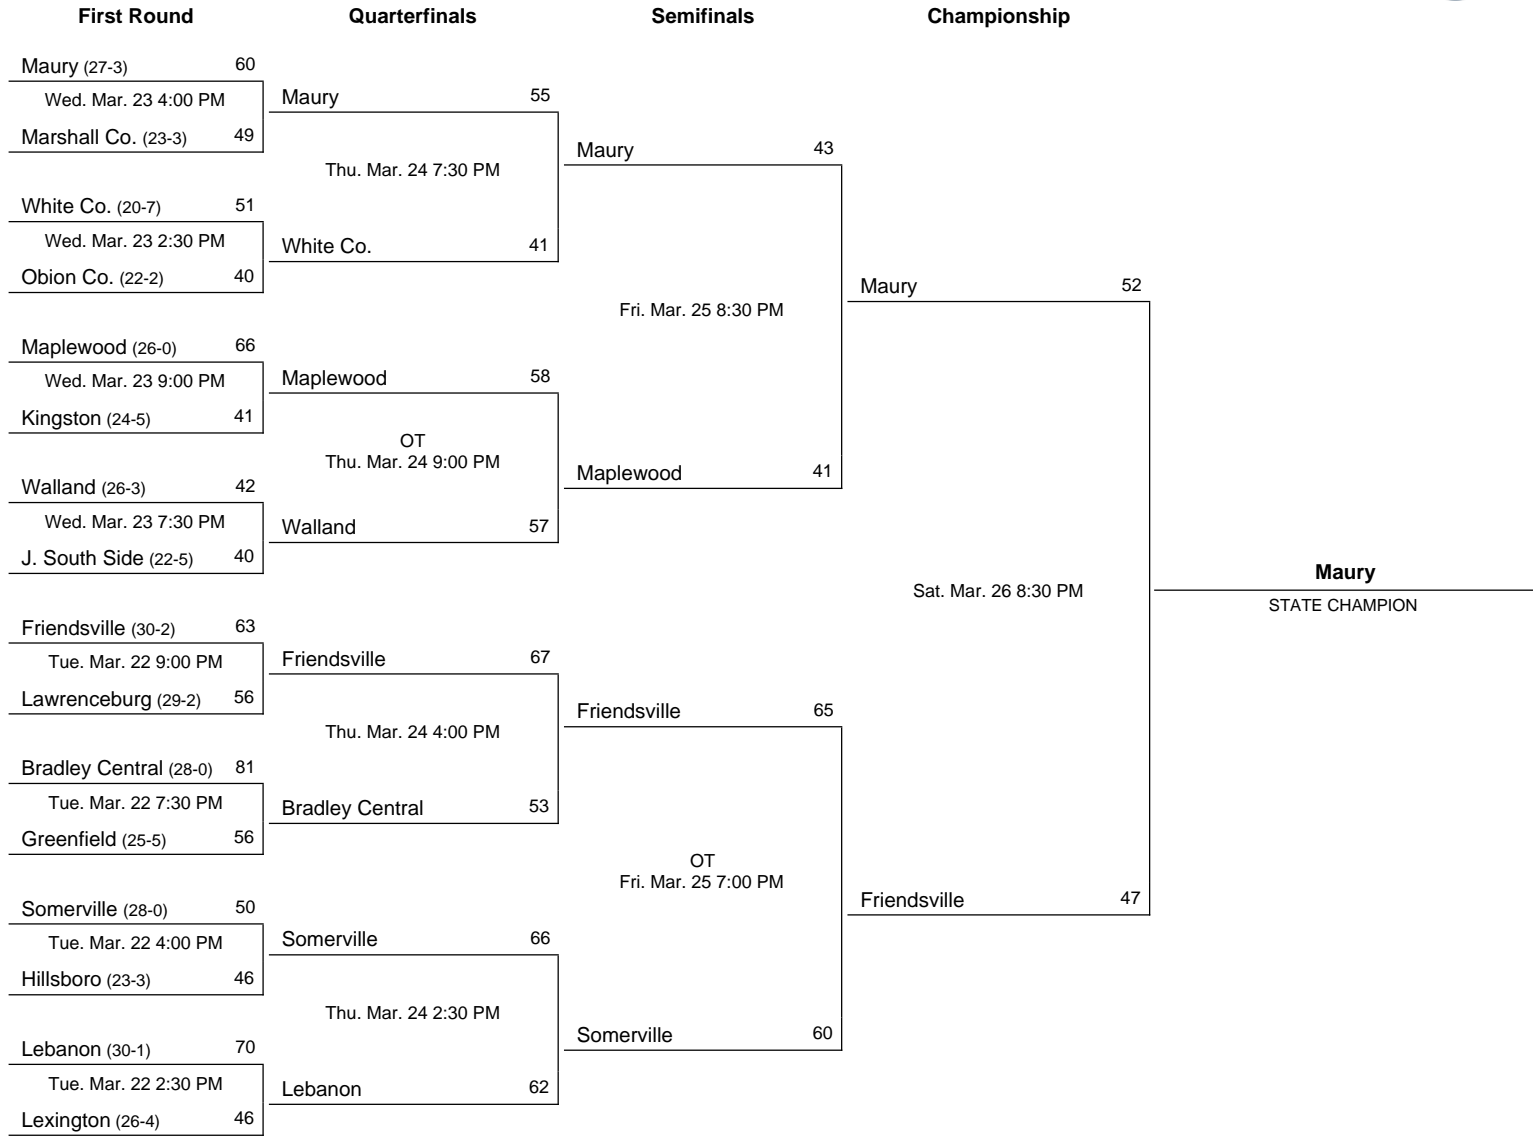 First Round
Quarterfinals
Semifinals
Championship
Maury (27-3) 60
Wed. Mar. 23 4:00 PM
Marshall Co. (23-3) 49
White Co. (20-7) 51
Wed. Mar. 23 2:30 PM
Obion Co. (22-2) 40
Maplewood (26-0) 66
Wed. Mar. 23 9:00 PM
Kingston (24-5) 41
Walland (26-3) 42
Wed. Mar. 23 7:30 PM
J. South Side (22-5) 40
Friendsville (30-2) 63
Tue. Mar. 22 9:00 PM
Lawrenceburg (29-2) 56
Bradley Central (28-0) 81
Tue. Mar. 22 7:30 PM
Greenfield (25-5) 56
Somerville (28-0) 50
Tue. Mar. 22 4:00 PM
Hillsboro (23-3) 46
Lebanon (30-1) 70
Tue. Mar. 22 2:30 PM
Lexington (26-4) 46
Maury 55
Thu. Mar. 24 7:30 PM
White Co. 41
Maplewood 58
OT
Thu. Mar. 24 9:00 PM
Walland 57
Friendsville 67
Thu. Mar. 24 4:00 PM
Bradley Central 53
Somerville 66
Thu. Mar. 24 2:30 PM
Lebanon 62
Maury 43
Fri. Mar. 25 8:30 PM
Maplewood 41
Friendsville 65
OT
Fri. Mar. 25 7:00 PM
Somerville 60
Maury 52
Sat. Mar. 26 8:30 PM
Friendsville 47
Maury
STATE CHAMPION